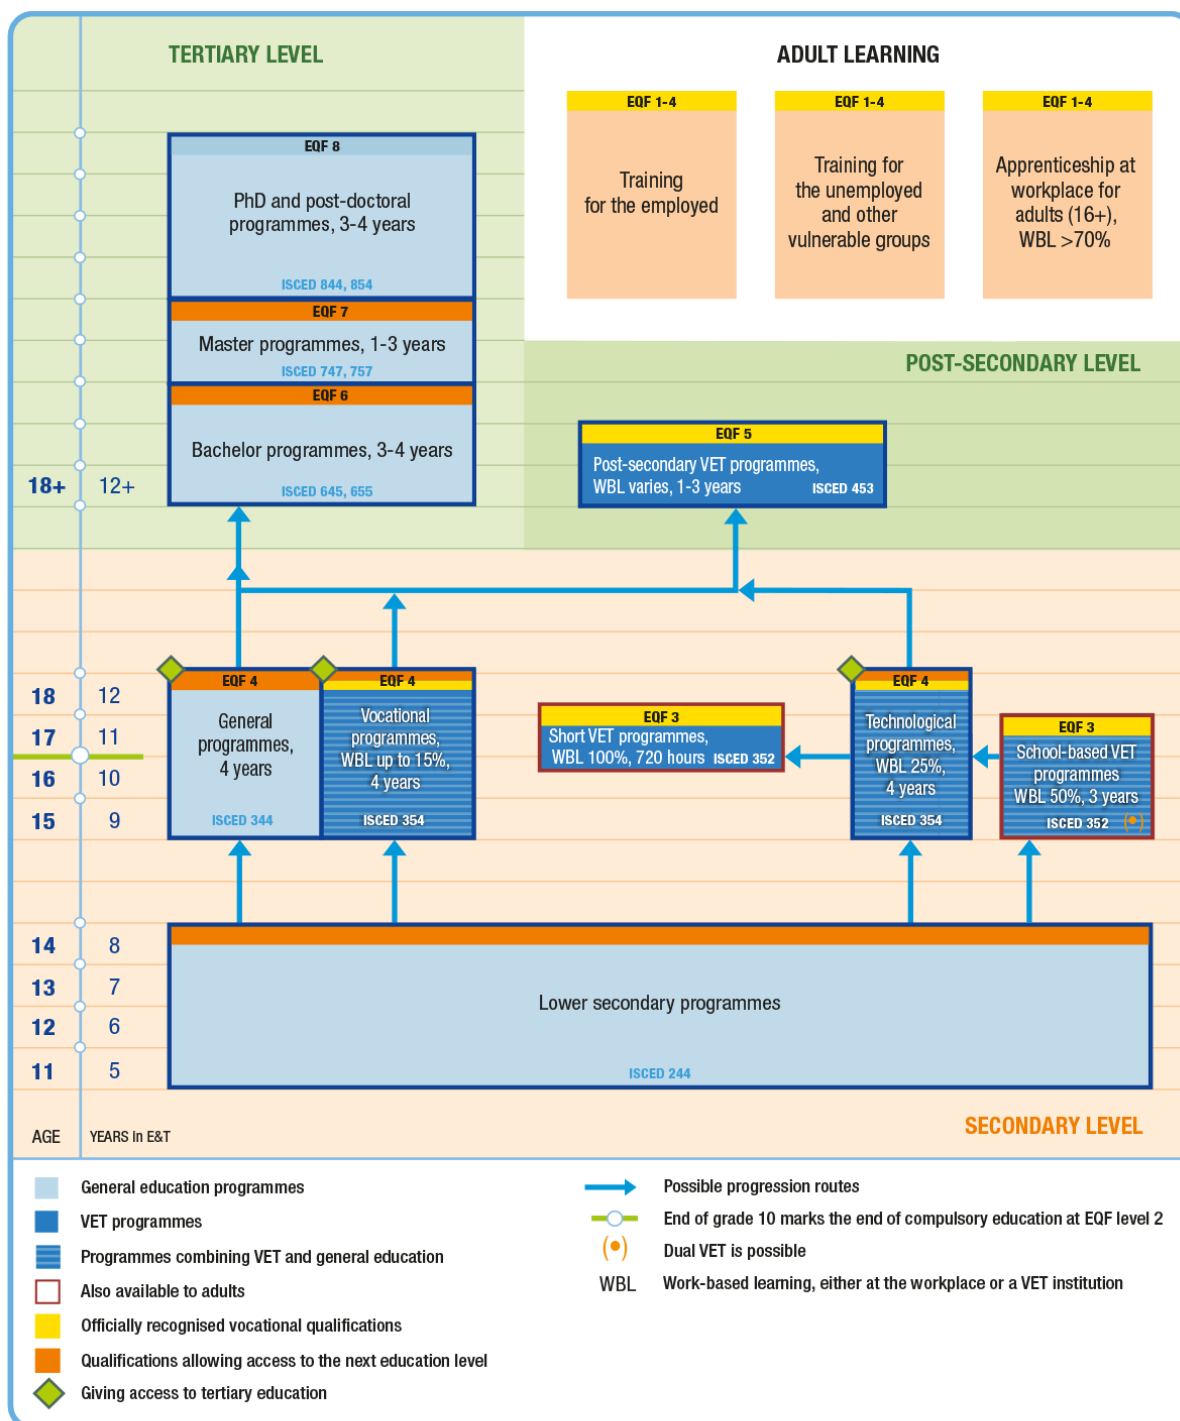 TERTIARY LEVEL
ADULT LEARNING
EQF 1-4
Training
for the employed
EQF 1-4
Training for
the unemployed
and other
vulnerable groups
EQF 1-4
Apprenticeship at
workplace for
adults (16+),
WBL >70%
EQF 8
PhD and post-doctoral
programmes, 3-4 years
ISCED 844, 854
EQF 7
Master programmes, 1-3 years
ISCED 747, 757
EQF 6
Bachelor programmes, 3-4 years
ISCED 645, 655
POST-SECONDARY LEVEL
EQF 5
Post-secondary VET programmes,
WBL varies, 1-3 years ISCED 453
18+ 12+
EQF 4
General
programmes,
4 years
ISCED 344
EQF 4
Vocational
programmes,
WBL up to 15%,
4 years
ISCED 354
EQF 3
Short VET programmes,
WBL 100%, 720 hours ISCED 352
EQF 4
Technological
programmes,
WBL 25%,
4 years
ISCED 354
EQF 3
School-based VET
programmes
WBL 50%, 3 years
ISCED 352
18 12
17 11
16 10
15 9
14 8
13 7
12 6
11 5
Lower secondary programmes
ISCED 244
AGE YEARS in E&T
SECONDARY LEVEL
General education programmes
VET programmes
Programmes combining VET and general education
Also available to adults
Officially recognised vocational qualifications
Qualifications allowing access to the next education level
Giving access to tertiary education
Possible progression routes
End of grade 10 marks the end of compulsory education at EQF level 2
Dual VET is possible
WBL Work-based learning, either at the workplace or a VET institution